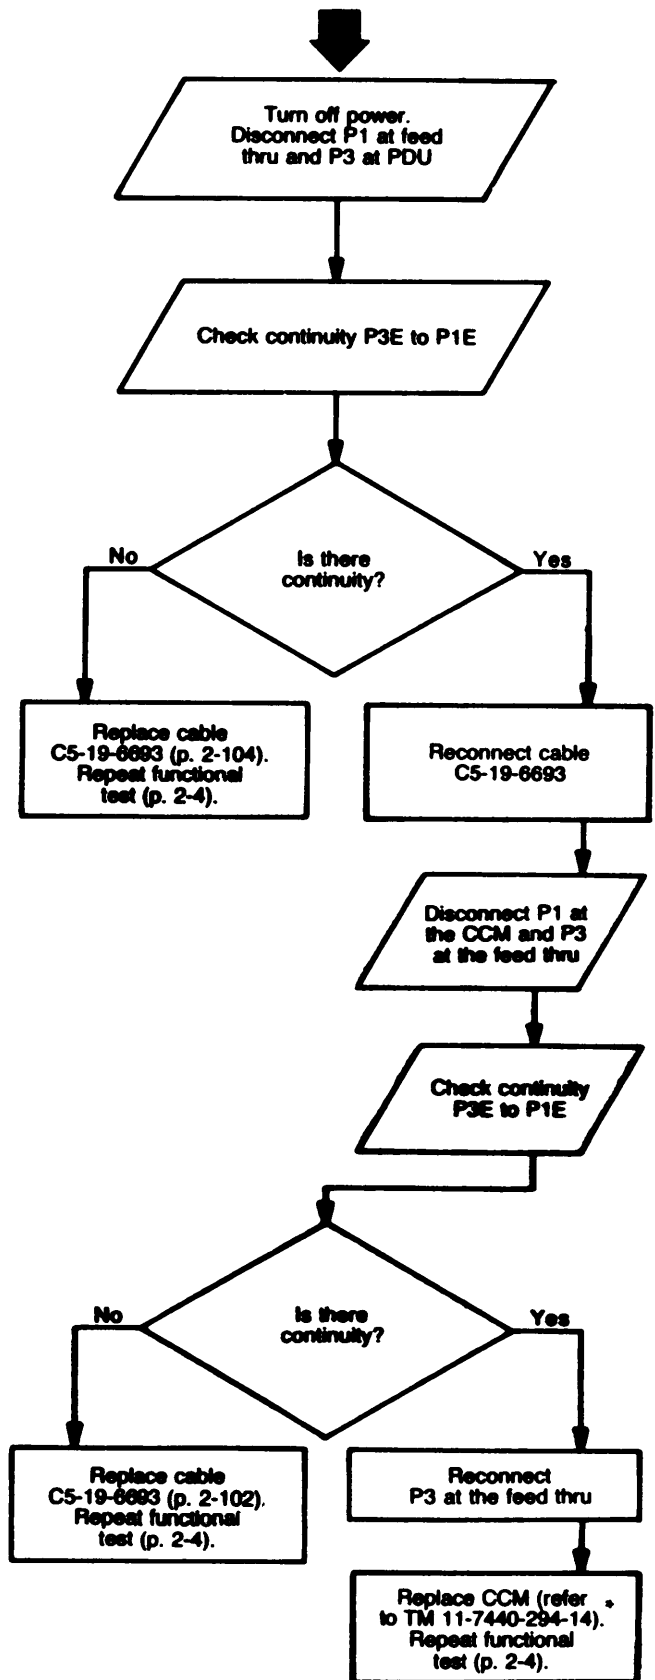 Turn off power.
Disconnect P1 at feed
thru and P3 at PDU
Check continuity P3E to P1E
Is there
continuity?
No
Yes
Replace cable
C5-19-6693 (p. 2-104).
Repeat functional
test (p. 2-4).
Reconnect cable
C5-19-6693
Disconnect P1 at
the CCM and P3
at the feed thru
Check continuity
P3E to P1E
Is there
continuity?
No
Yes
Replace cable
C5-19-6693 (p. 2-102).
Repeat functional
test (p. 2-4).
Reconnect
P3 at the feed thru
Replace CCM (refer *
to TM 11-7440-294-14).
Repeat functional
test (p. 2-4).